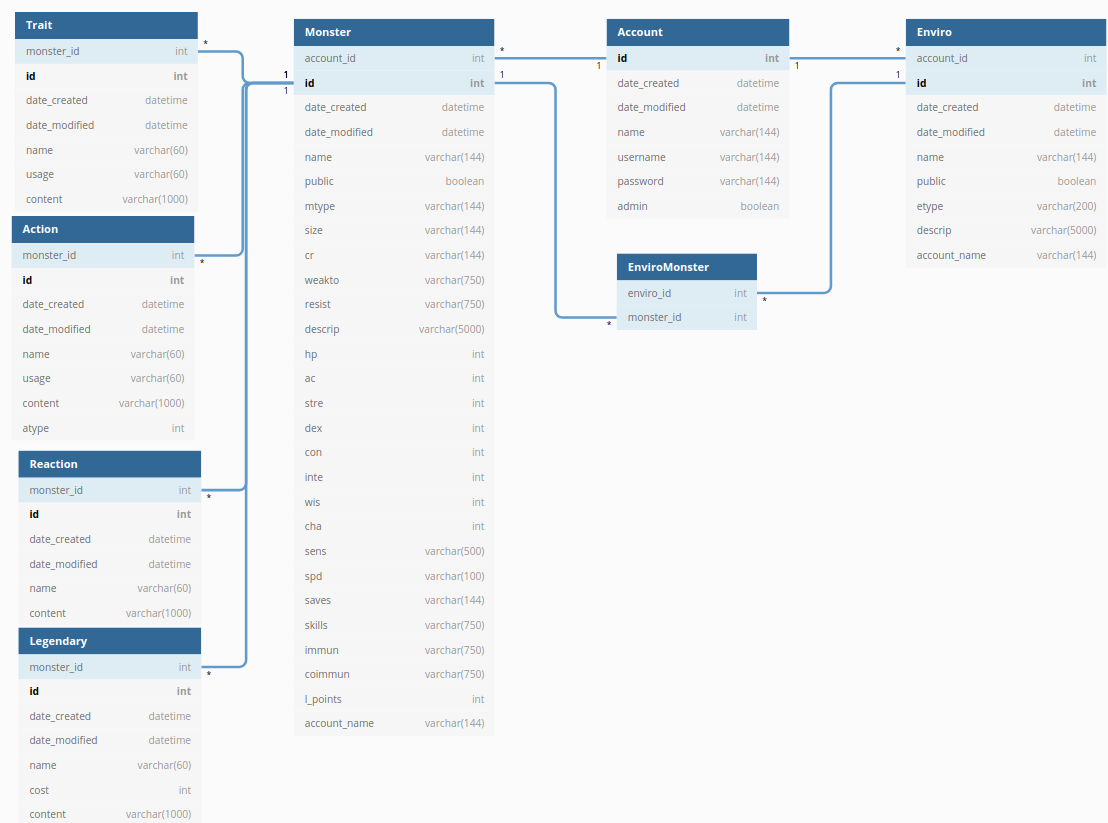 Trait
monster_id int
id int
date_created datetime
date_modified datetime
name varchar(60)
usage varchar(60)
content varchar(1000)
Action
monster_id int
id int
date_created datetime
date_modified datetime
name varchar(60)
usage varchar(60)
content varchar(1000)
atype int
Reaction
monster_id int
id int
date_created datetime
date_modified datetime
name varchar(60)
content varchar(1000)
Legendary
monster_id int
id int
date_created datetime
date_modified datetime
name varchar(60)
cost int
content varchar(1000)
*
*
*
*
1
1
Monster
account_id int
id int
date_created datetime
date_modified datetime
name varchar(144)
public boolean
mtype varchar(144)
size varchar(144)
cr varchar(144)
weakto varchar(750)
resist varchar(750)
descrip varchar(5000)
hp int
ac int
stre int
dex int
con int
inte int
wis int
cha int
sens varchar(500)
spd varchar(100)
saves varchar(144)
skills varchar(750)
immun varchar(750)
coimmun varchar(750)
l_points int
account_name varchar(144)
*
1
1
*
Account
id int
date_created datetime
date_modified datetime
name varchar(144)
username varchar(144)
password varchar(144)
admin boolean
EnviroMonster
enviro_id int
monster_id int
1
*
*
1
Enviro
account_id int
id int
date_created datetime
date_modified datetime
name varchar(144)
public boolean
etype varchar(200)
descrip varchar(5000)
account_name varchar(144)